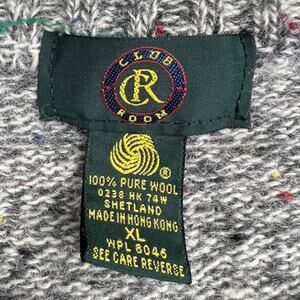 CLUB
CR
ROOM
®
100% PURE WOOL
0238 HK 74W
SHETLAND
MADE IN HONG KONG
XL
WPL 8046
SEE CARE REVERSE